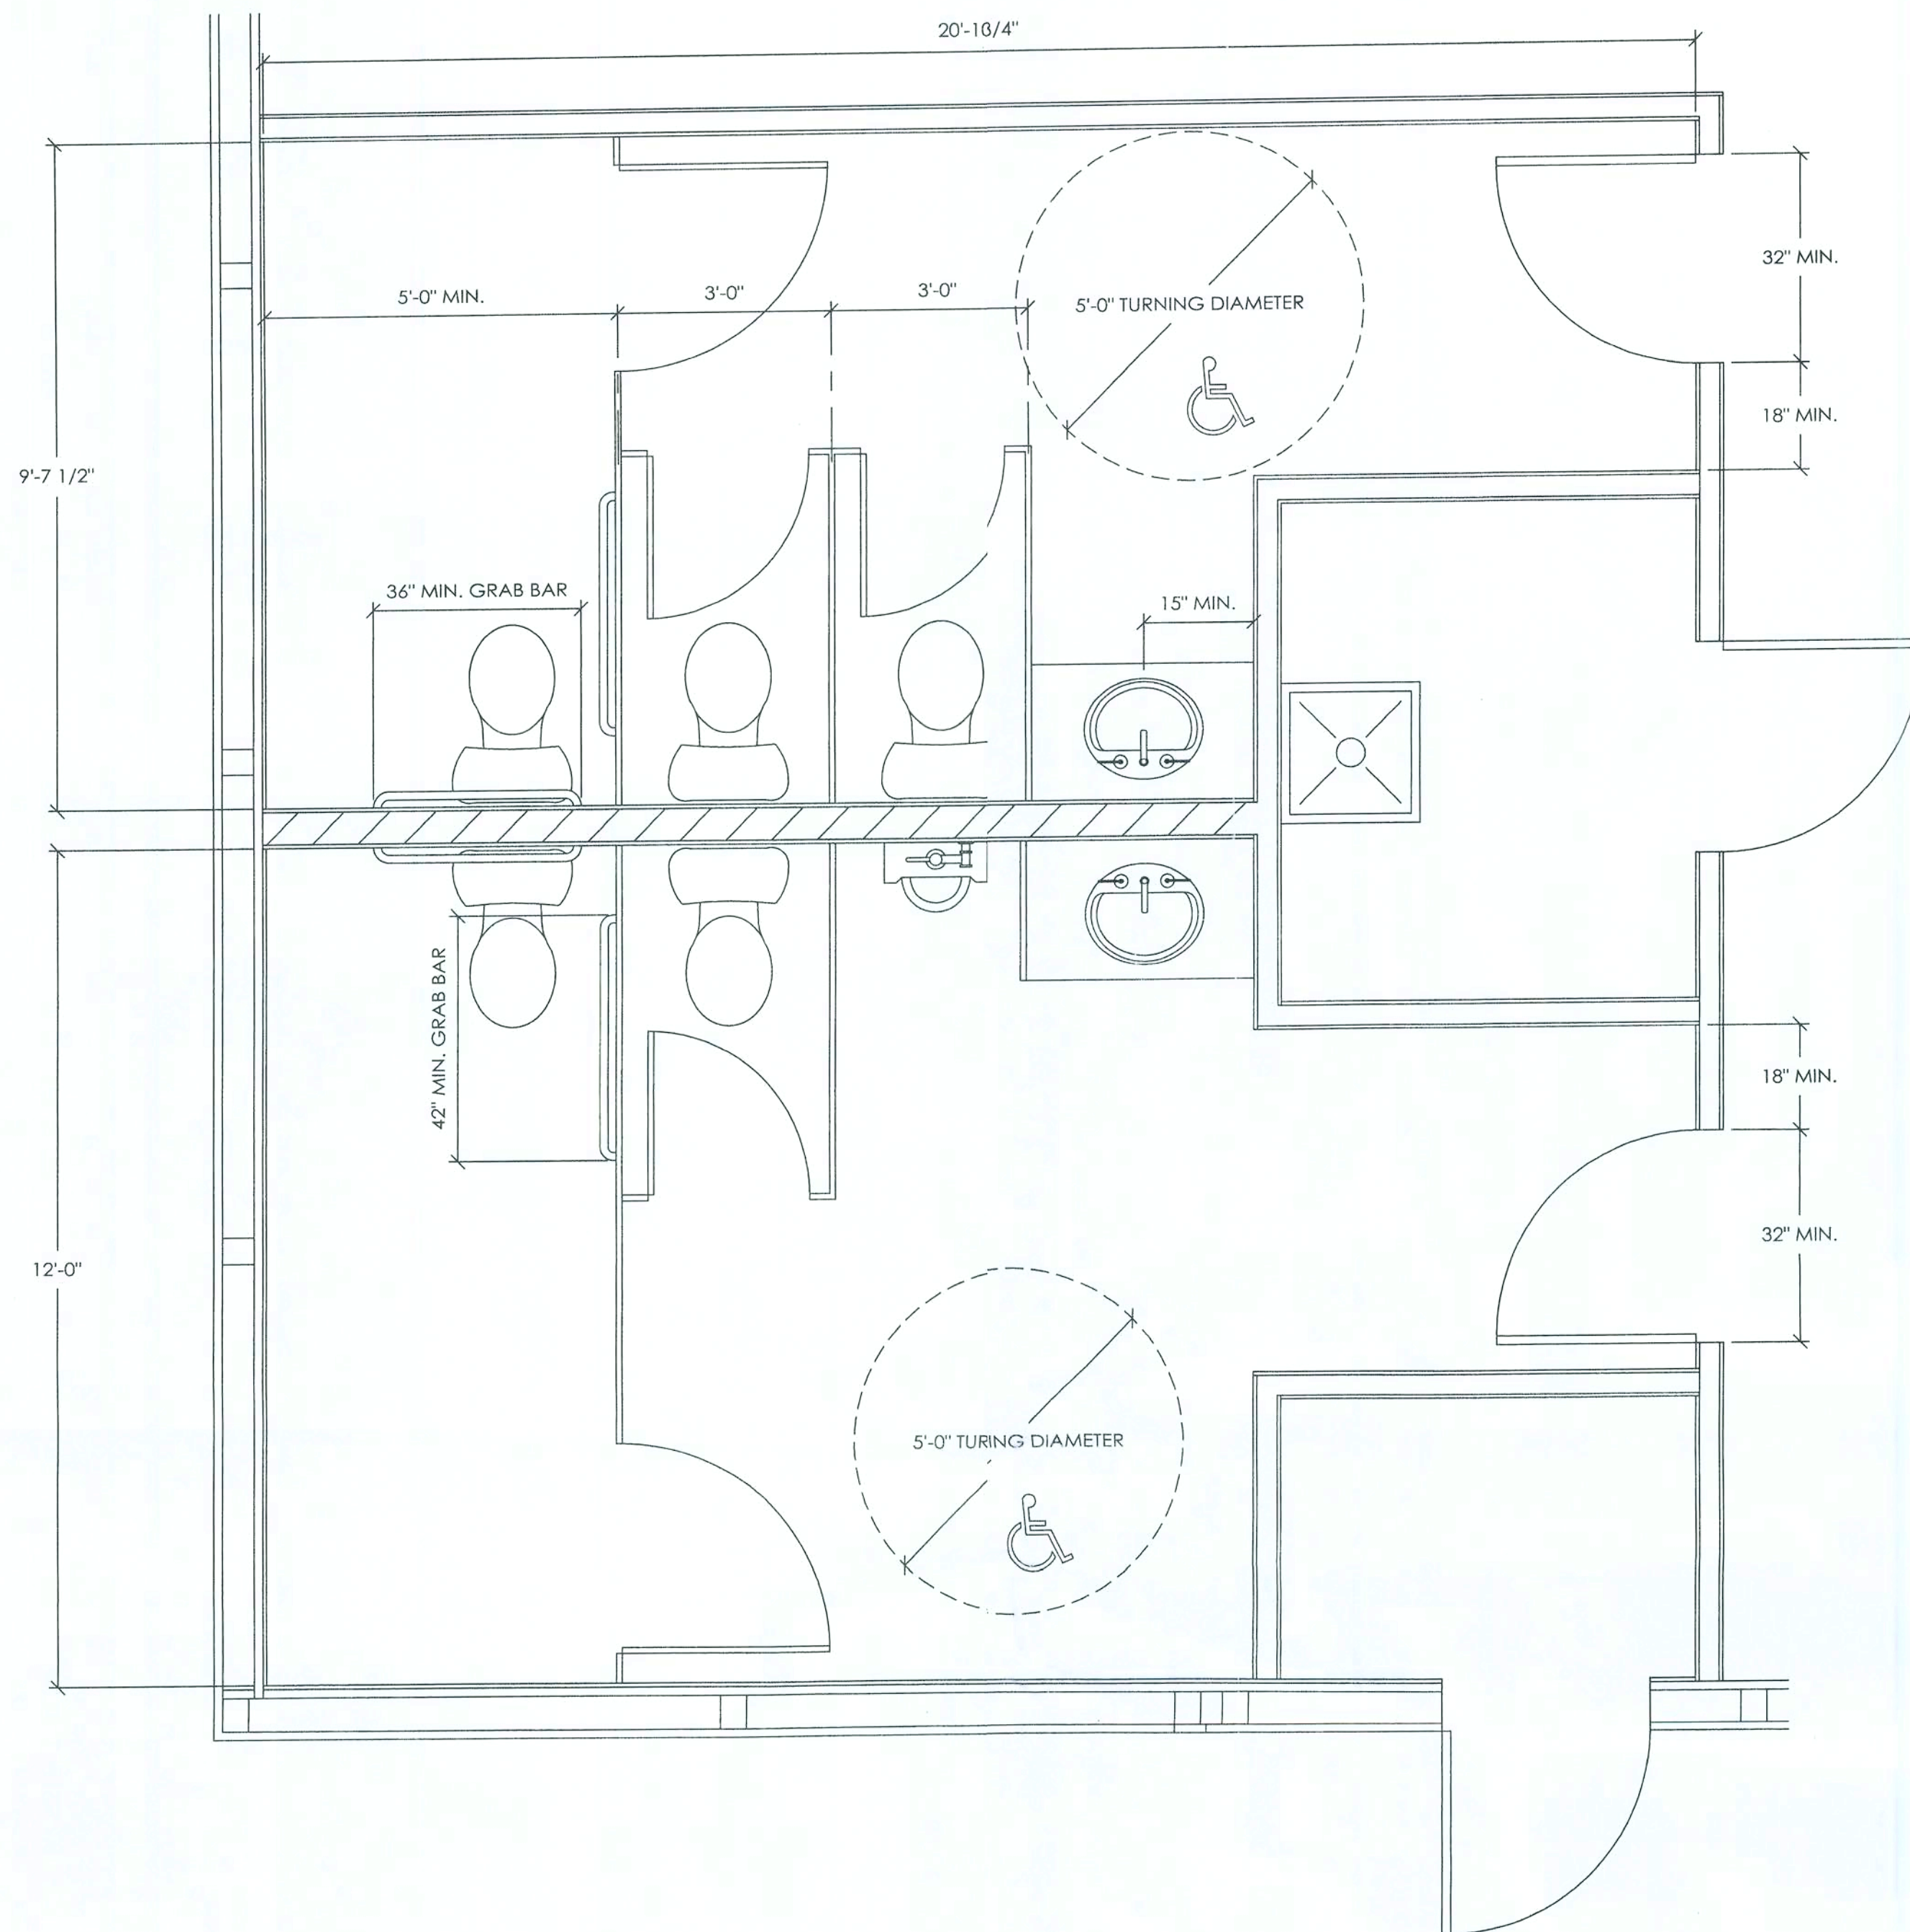 20'-10/4"
5'-0" MIN.
3'-0"
3'-0"
5'-0" TURNING DIAMETER
32" MIN.
18" MIN.
9'-7 1/2"
36" MIN. GRAB BAR
15" MIN.
42" MIN. GRAB BAR
18" MIN.
32" MIN.
12'-0"
5'-0" TURING DIAMETER